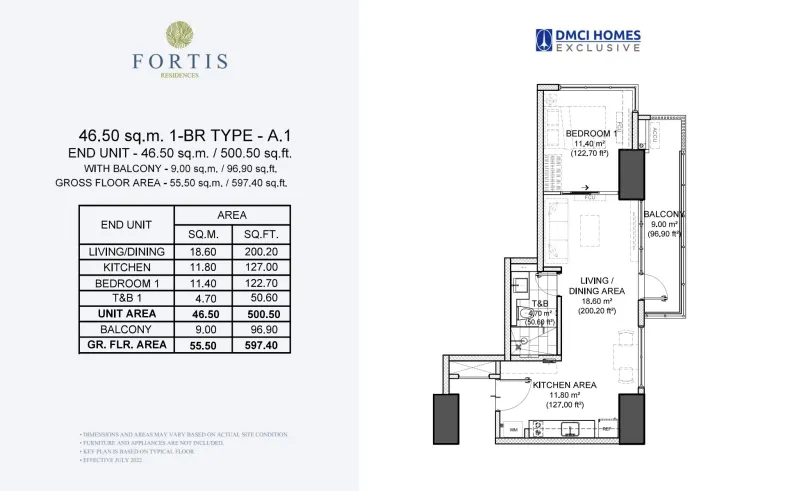 FORTIS
RESIDENCES
46.50 sq.m. 1-BR TYPE - A.1
END UNIT - 46.50 sq.m. / 500.50 sq.ft.
WITH BALCONY - 9.00 sq.m. / 96.90 sq.ft.
GROSS FLOOR AREA - 55.50 sq.m. / 597.40 sq.ft.
END UNIT AREA
SQ.M. SQ.FT.
LIVING/DINING 18.60 200.20
KITCHEN 11.80 127.00
BEDROOM 1 11.40 122.70
T&B 1 4.70 50.60
UNIT AREA 46.50 500.50
BALCONY 9.00 96.90
GR. FLR. AREA 55.50 597.40
• DIMENSIONS AND AREAS MAY VARY BASED ON ACTUAL SITE CONDITION.
• FURNITURE AND APPLIANCES ARE NOT INCLUDED.
• KEY PLAN IS BASED ON TYPICAL FLOOR
• EFFECTIVE JULY 2022
DMCI HOMES
EXCLUSIVE
BEDROOM 1
11.40 m²
(122.70 ft²)
FCU
ACCU
FCU
BALCONY
9.00 m²
(96.90 ft²)
LIVING /
DINING AREA
18.60 m²
(200.20 ft²)
T&B
4.70 m²
(50.60 ft²)
KITCHEN AREA
11.80 m²
(127.00 ft²)
WM
REF